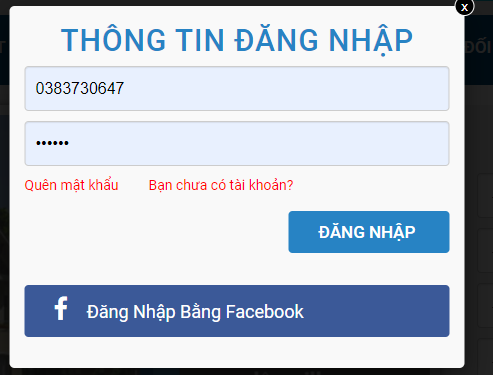 x
THÔNG TIN ĐĂNG NHẬP
0383730647
••••••
Quên mật khẩu Bạn chưa có tài khoản?
ĐĂNG NHẬP
Đăng Nhập Bằng Facebook